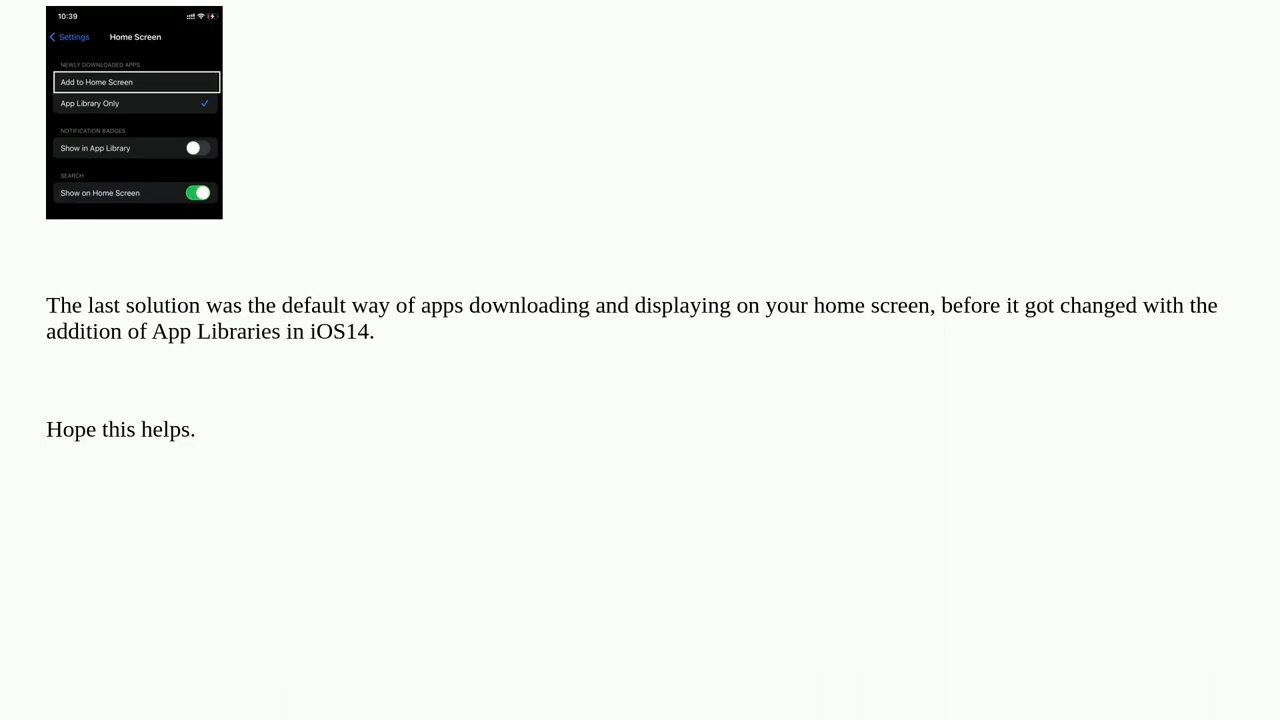 10:39
Settings
Home Screen
NEWLY DOWNLOADED APPS
Add to Home Screen
App Library Only
NOTIFICATION BADGES
Show in App Library
SEARCH
Show on Home Screen
The last solution was the default way of apps downloading and displaying on your home screen, before it got changed with the
addition of App Libraries in iOS14.
Hope this helps.